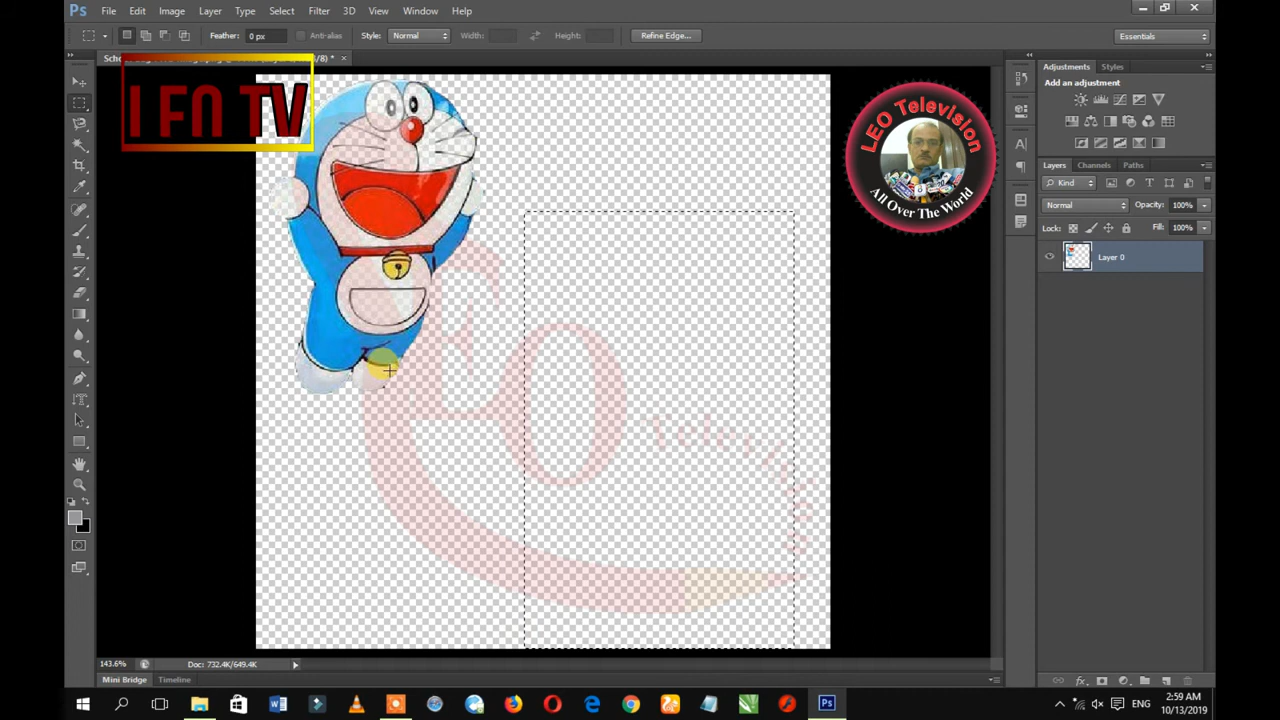 Ps File Edit Image Layer Type Select Filter 3D View Window Help
Feather: 0 px Anti-alias Style: Normal Width: Height: Refine Edge... Essentials
/8) *
TV
LEO Television
All Over The World
Adjustments Styles
Add an adjustment
Layers Channels Paths
Kind
Normal Opacity: 100%
Lock: Fill: 100%
Layer 0
EO
143.6% Doc: 732.4K/649.4K
Mini Bridge Timeline
ENG
2:59 AM
10/13/2019